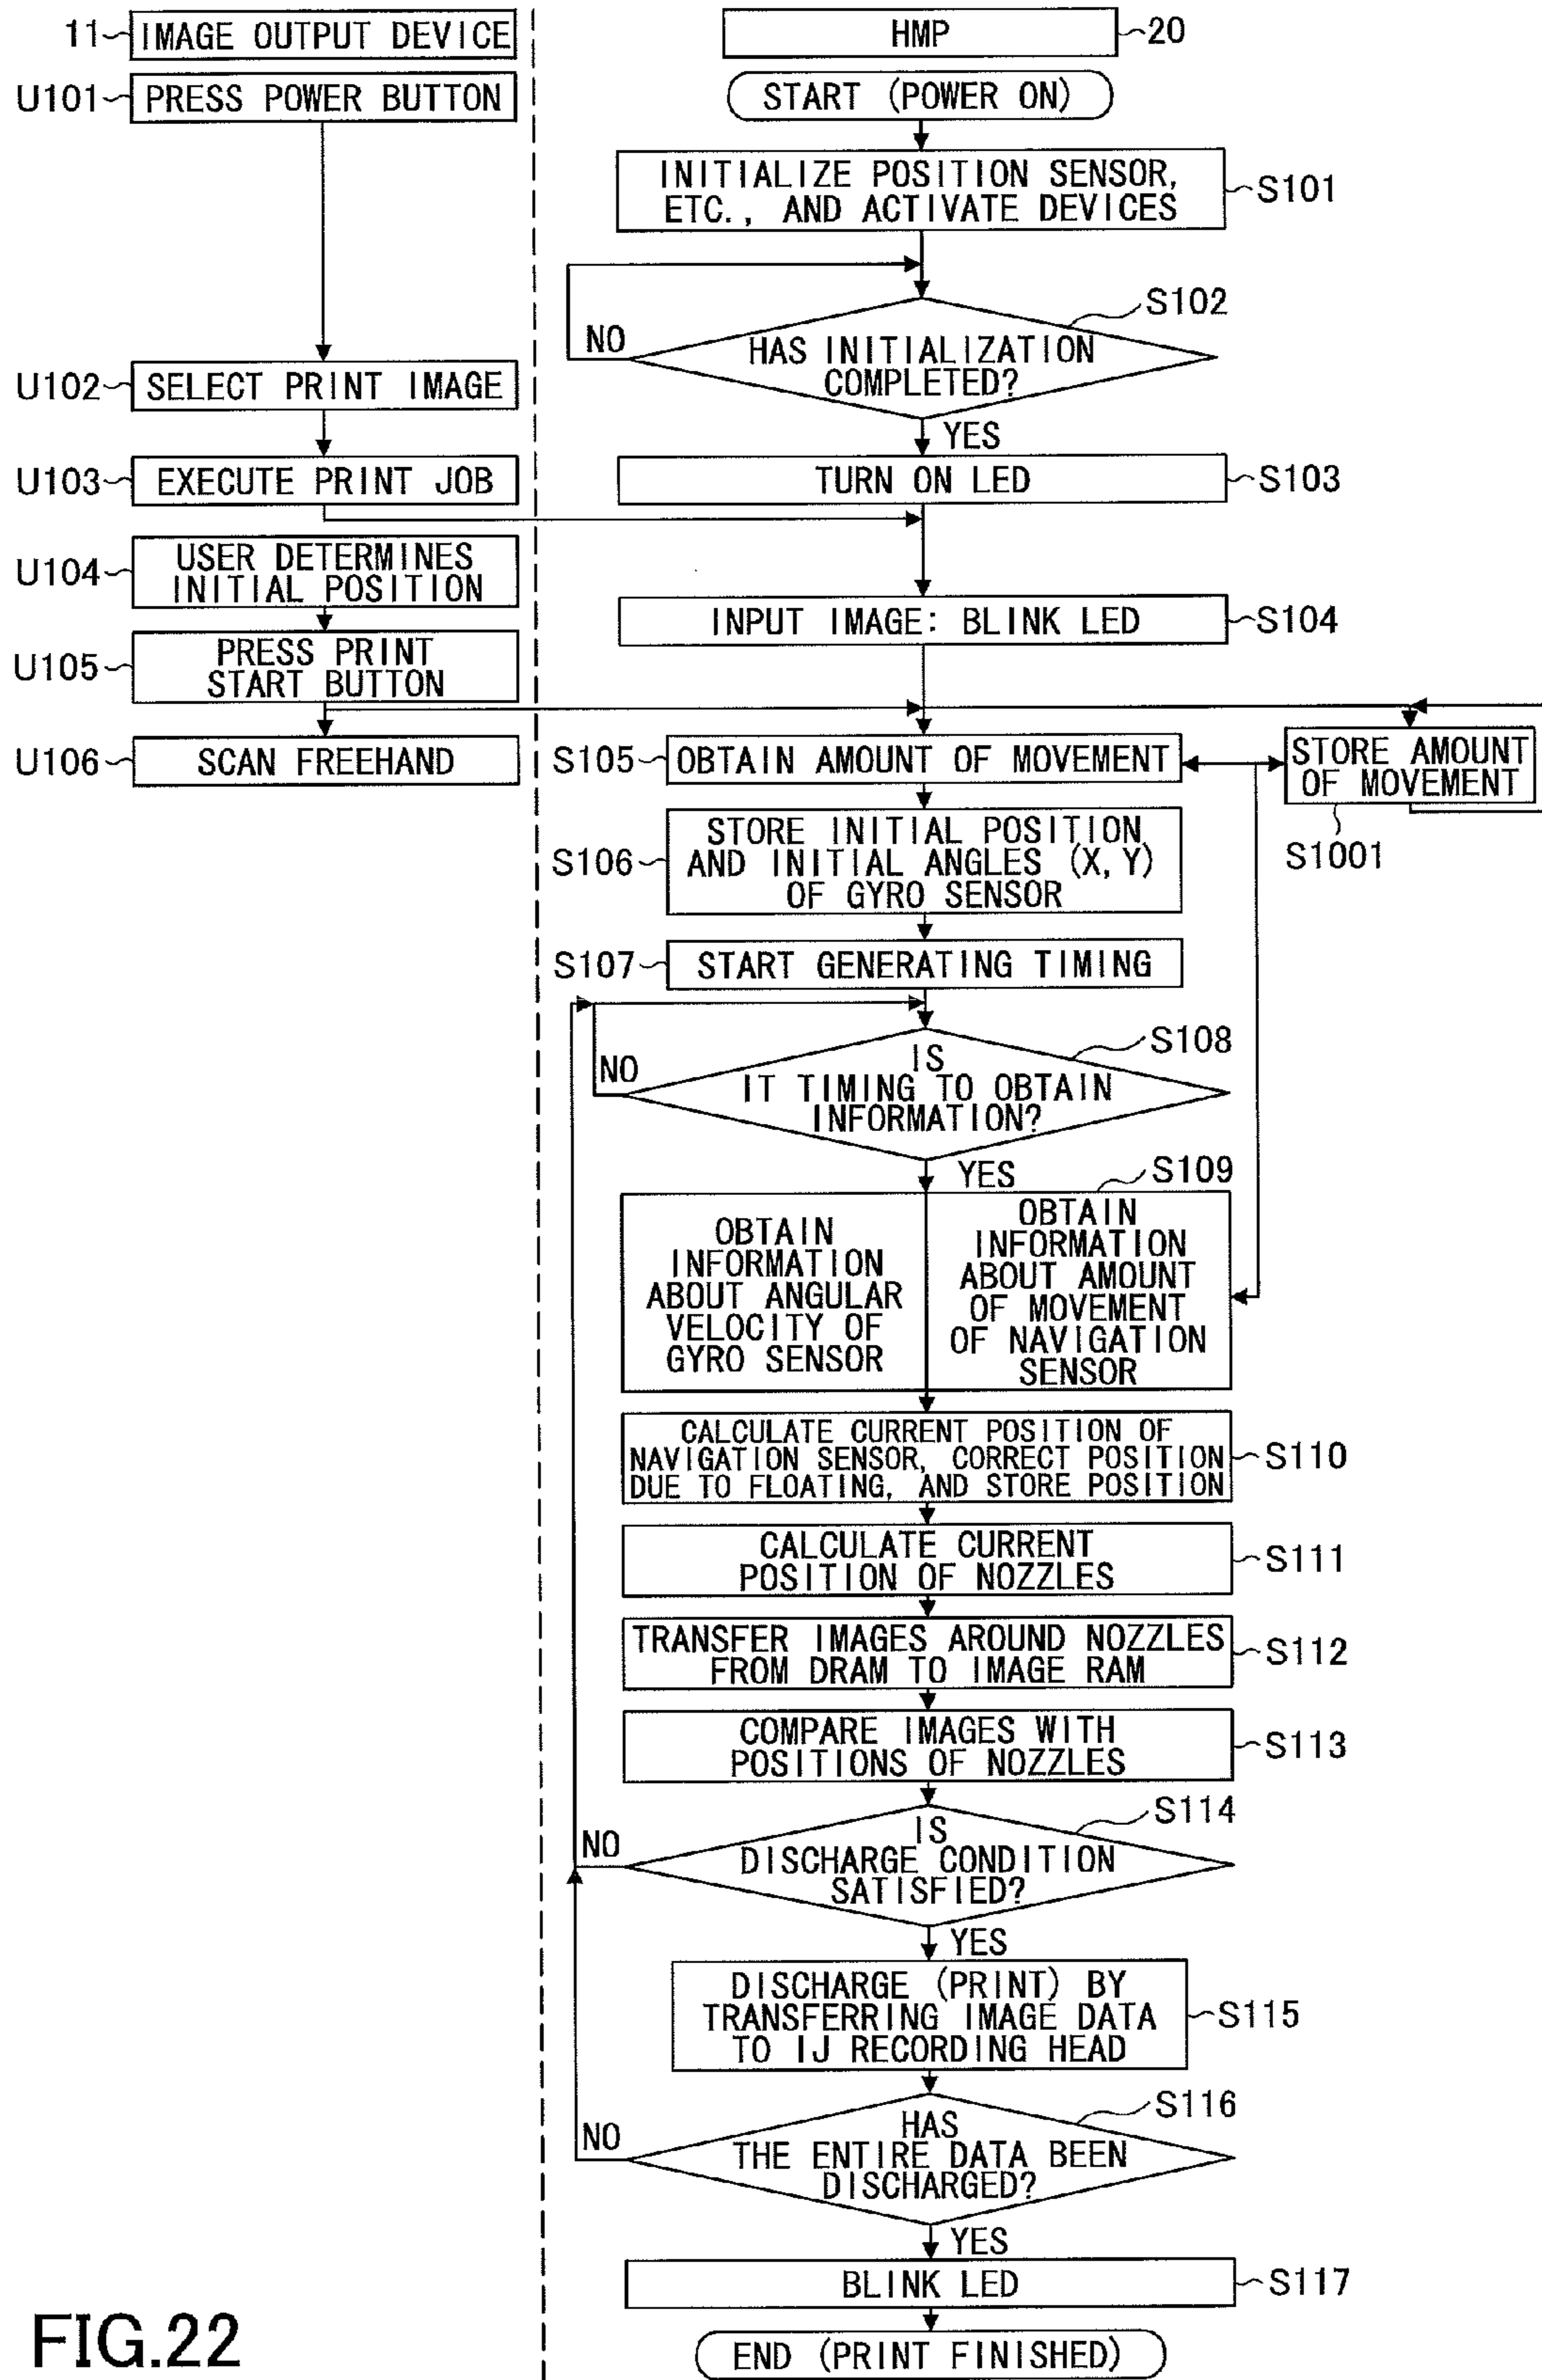 11 IMAGE OUTPUT DEVICE
U101 PRESS POWER BUTTON
U102 SELECT PRINT IMAGE
U103 EXECUTE PRINT JOB
U104 USER DETERMINES
INITIAL POSITION
U105 PRESS PRINT
START BUTTON
U106 SCAN FREEHAND
HMP 20
START (POWER ON)
INITIALIZE POSITION SENSOR,
ETC., AND ACTIVATE DEVICES
S101
S102
NO
HAS INITIALIZATION
COMPLETED?
YES
TURN ON LED S103
INPUT IMAGE: BLINK LED S104
S105 OBTAIN AMOUNT OF MOVEMENT
STORE AMOUNT
OF MOVEMENT
S1001
S106
STORE INITIAL POSITION
AND INITIAL ANGLES (X, Y)
OF GYRO SENSOR
S107 START GENERATING TIMING
S108
NO
IS
IT TIMING TO OBTAIN
INFORMATION?
YES
S109
OBTAIN
INFORMATION
ABOUT ANGULAR
VELOCITY OF
GYRO SENSOR
OBTAIN
INFORMATION
ABOUT AMOUNT
OF MOVEMENT
OF NAVIGATION
SENSOR
CALCULATE CURRENT POSITION OF
NAVIGATION SENSOR, CORRECT POSITION
DUE TO FLOATING, AND STORE POSITION
S110
CALCULATE CURRENT
POSITION OF NOZZLES
S111
TRANSFER IMAGES AROUND NOZZLES
FROM DRAM TO IMAGE RAM
S112
COMPARE IMAGES WITH
POSITIONS OF NOZZLES
S113
S114
NO
IS
DISCHARGE CONDITION
SATISFIED?
YES
DISCHARGE (PRINT) BY
TRANSFERRING IMAGE DATA
TO IJ RECORDING HEAD
S115
S116
NO
HAS
THE ENTIRE DATA BEEN
DISCHARGED?
YES
BLINK LED S117
END (PRINT FINISHED)
FIG.22